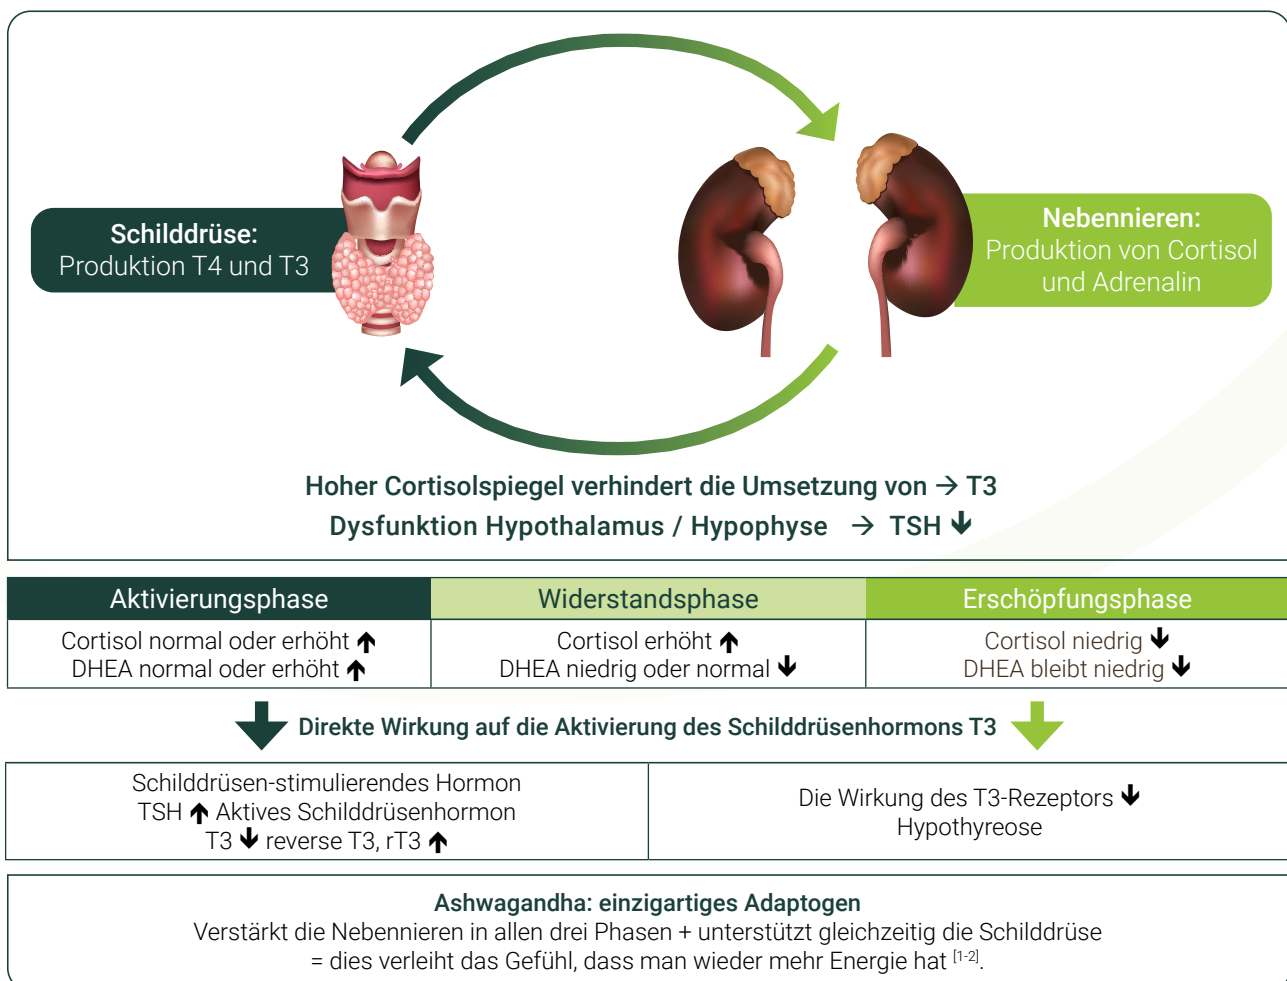 Schilddrüse:
Produktion T4 und T3
Nebennieren:
Produktion von Cortisol
und Adrenalin
Hoher Cortisolspiegel verhindert die Umsetzung von → T3
Dysfunktion Hypothalamus / Hypophyse → TSH 🡻
Aktivierungsphase
Cortisol normal oder erhöht 🡹
DHEA normal oder erhöht 🡹
Widerstandsphase
Cortisol erhöht 🡹
DHEA niedrig oder normal 🡻
Erschöpfungsphase
Cortisol niedrig 🡻
DHEA bleibt niedrig 🡻
Direkte Wirkung auf die Aktivierung des Schilddrüsenhormons T3
Schilddrüsen-stimulierendes Hormon
TSH 🡹 Aktives Schilddrüsenhormon
T3 🡻 reverse T3, rT3 🡹
Die Wirkung des T3-Rezeptors 🡻
Hypothyreose
Ashwagandha: einzigartiges Adaptogen
Verstärkt die Nebennieren in allen drei Phasen + unterstützt gleichzeitig die Schilddrüse
= dies verleiht das Gefühl, dass man wieder mehr Energie hat [1-2].